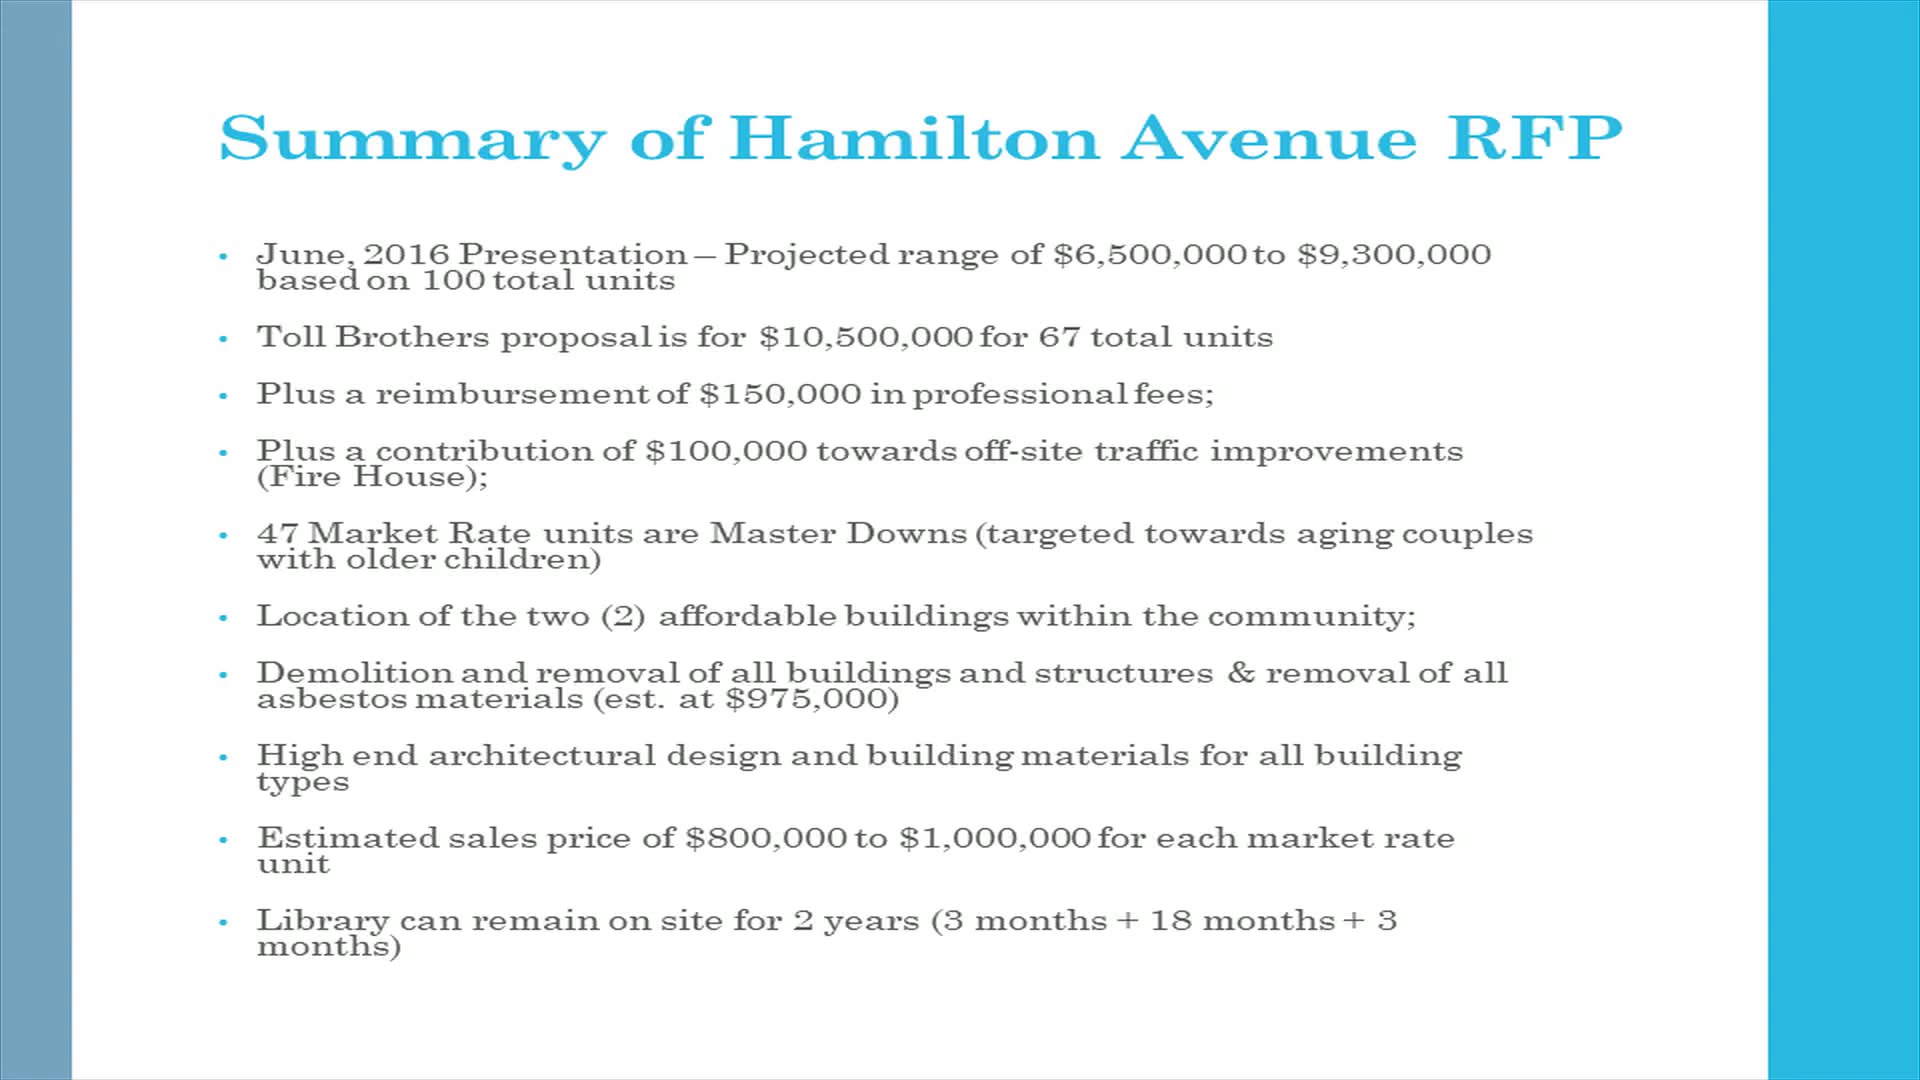 Summary of Hamilton Avenue RFP
• June, 2016 Presentation – Projected range of $6,500,000 to $9,300,000
based on 100 total units
• Toll Brothers proposal is for $10,500,000 for 67 total units
• Plus a reimbursement of $150,000 in professional fees;
• Plus a contribution of $100,000 towards off-site traffic improvements
(Fire House);
• 47 Market Rate units are Master Downs (targeted towards aging couples
with older children)
• Location of the two (2) affordable buildings within the community;
• Demolition and removal of all buildings and structures & removal of all
asbestos materials (est. at $975,000)
• High end architectural design and building materials for all building
types
• Estimated sales price of $800,000 to $1,000,000 for each market rate
unit
• Library can remain on site for 2 years (3 months + 18 months + 3
months)